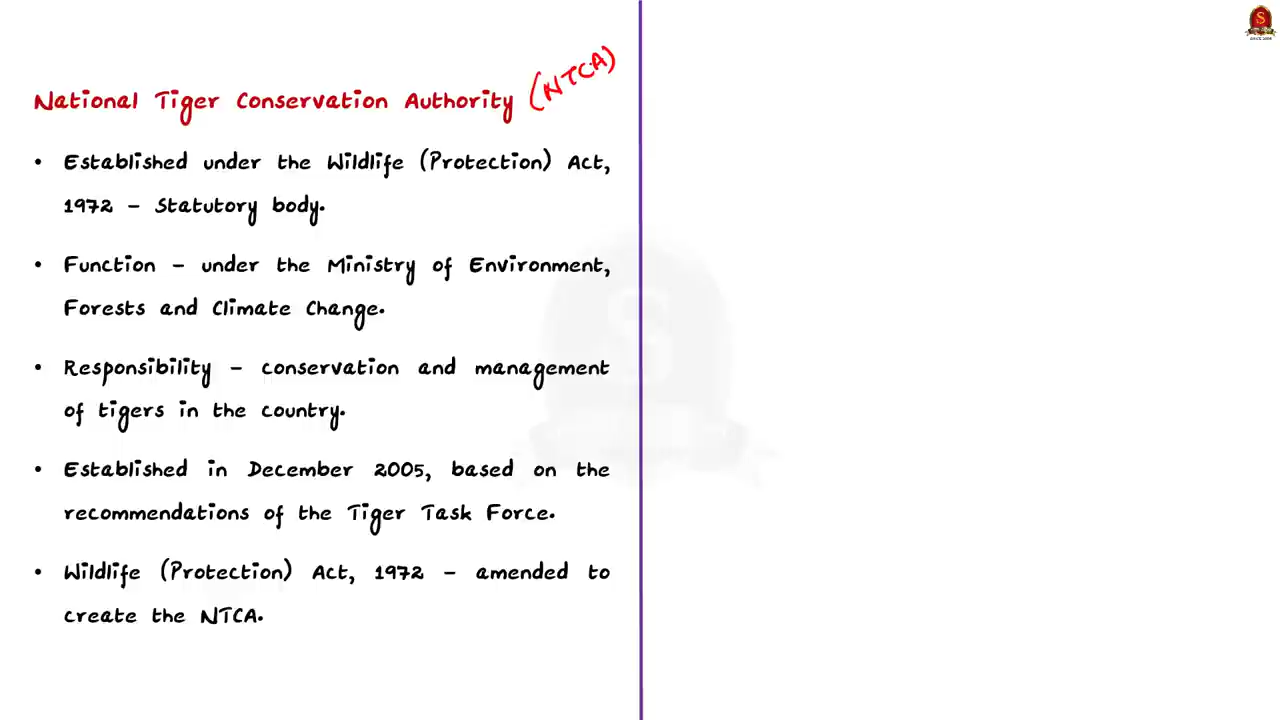 National Tiger Conservation Authority (NTCA)
• Established under the Wildlife (Protection) Act,
1972 – Statutory body.
• Function – under the Ministry of Environment,
Forests and Climate Change.
• Responsibility – conservation and management
of tigers in the country.
• Established in December 2005, based on the
recommendations of the Tiger Task Force.
• Wildlife (Protection) Act, 1972 – amended to
create the NTCA.